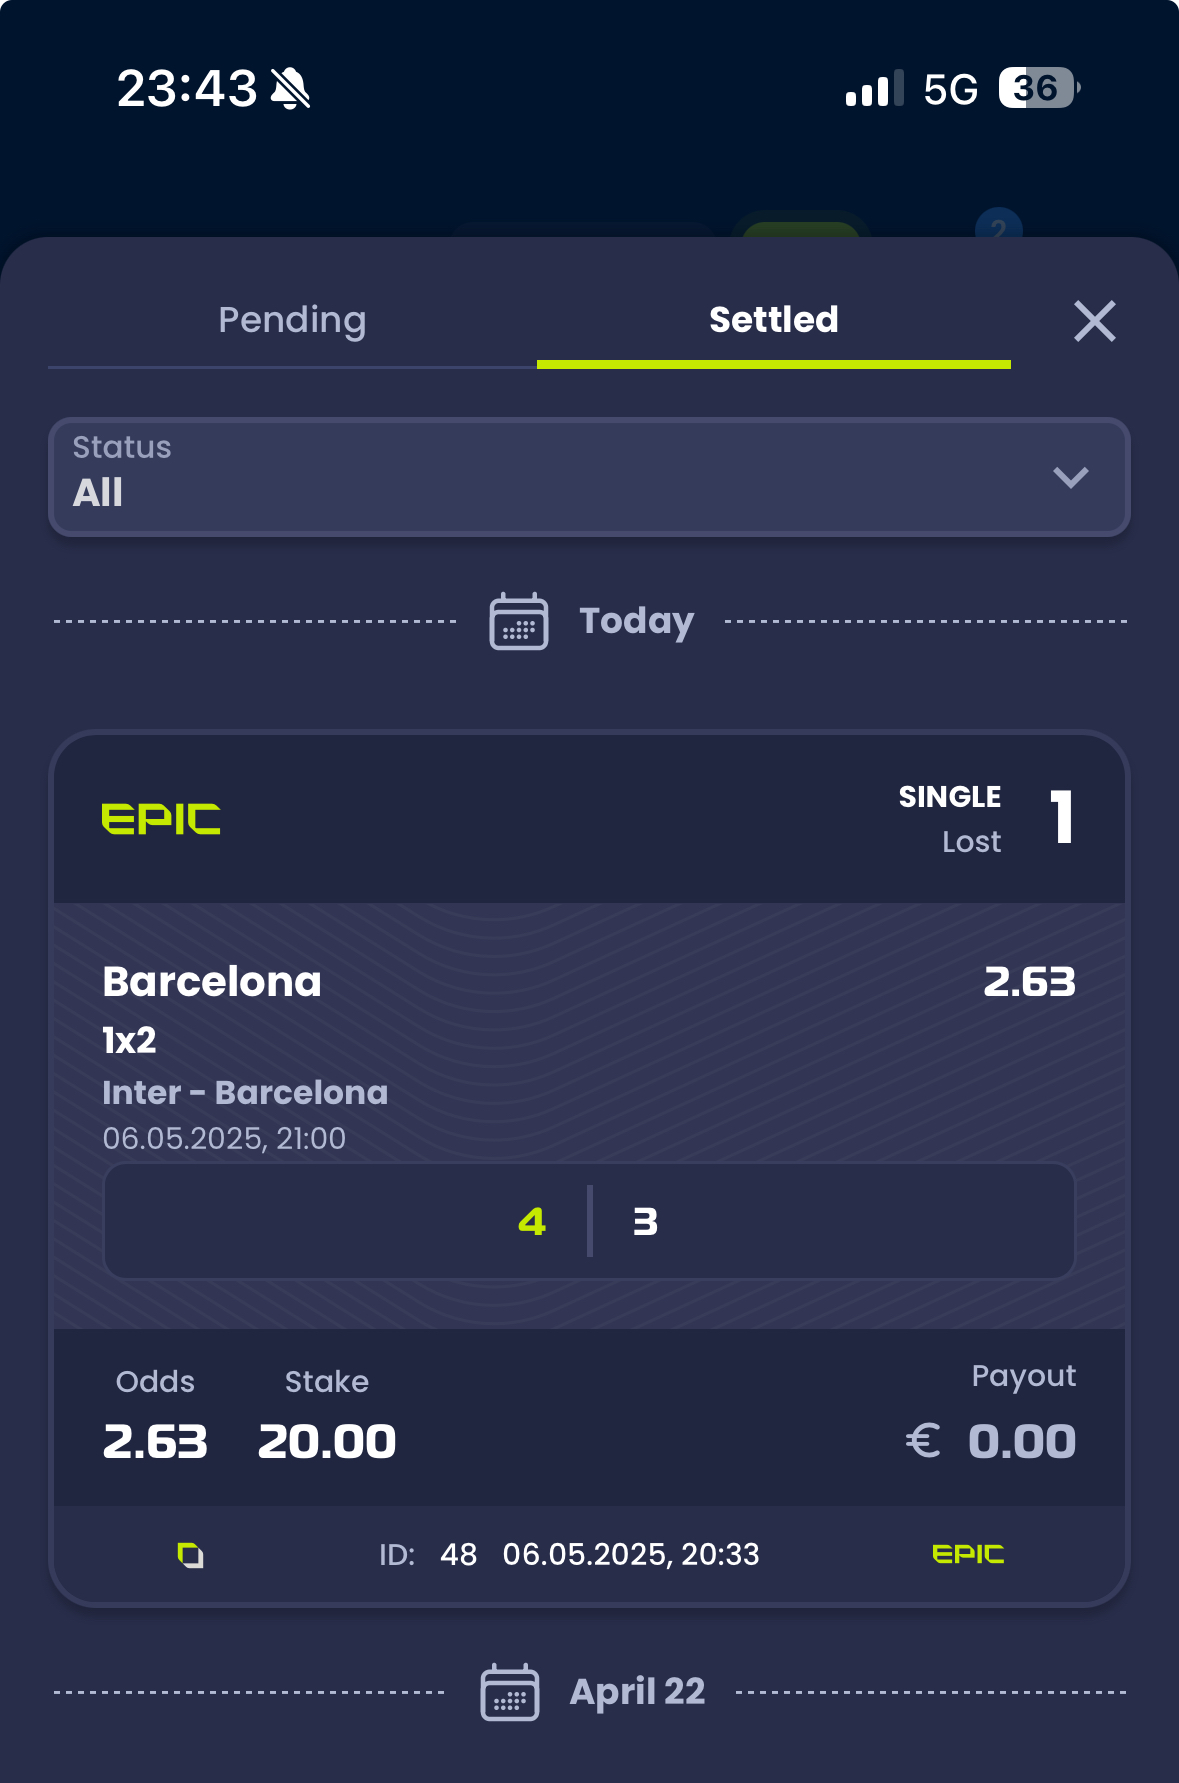 23:43 5G 36
2
Pending Settled
Status
All
Today
EPIC SINGLE 1
Lost
Barcelona 2.63
1x2
Inter - Barcelona
06.05.2025, 21:00
4 3
Odds Stake Payout
2.63 20.00 € 0.00
ID: 48 06.05.2025, 20:33 EPIC
April 22